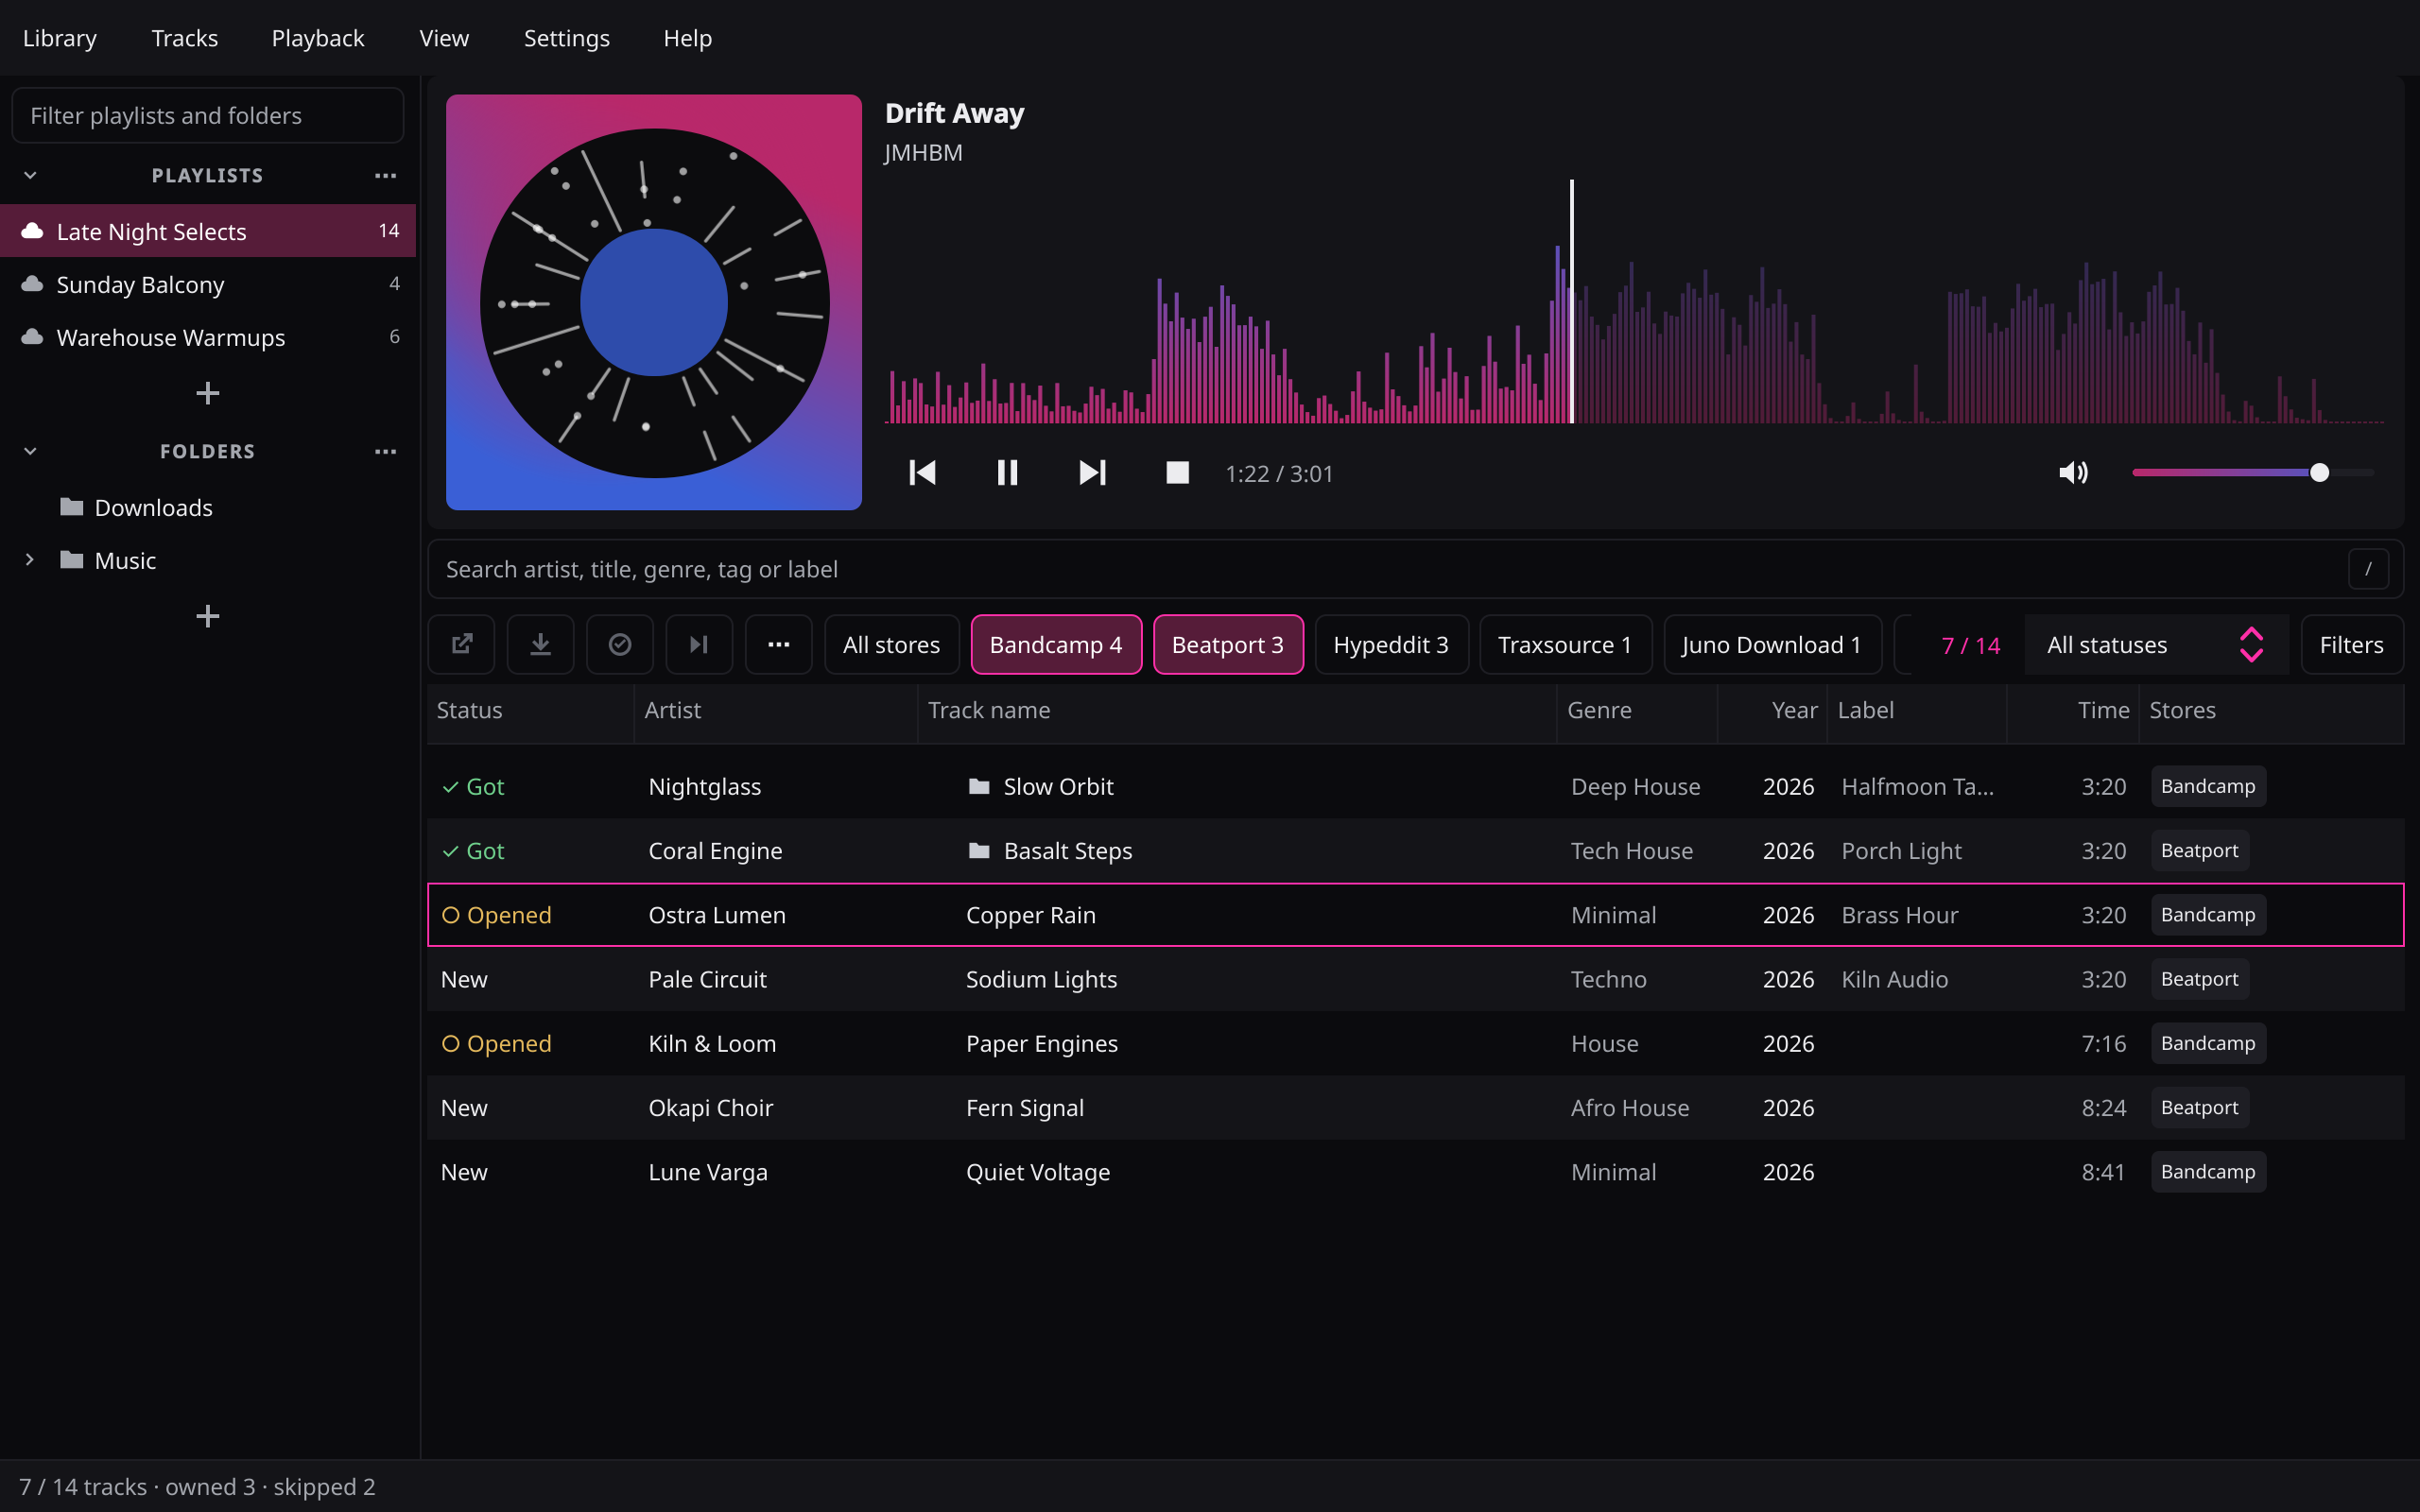 Library Tracks Playback View Settings Help
Filter playlists and folders
PLAYLISTS
Late Night Selects 14
Sunday Balcony 4
Warehouse Warmups 6
FOLDERS
Downloads
Music
Drift Away
JMHBM
1:22 / 3:01
Search artist, title, genre, tag or label /
All stores Bandcamp 4 Beatport 3 Hypeddit 3 Traxsource 1 Juno Download 1 7 / 14 All statuses Filters
Status Artist Track name Genre Year Label Time Stores
Got Nightglass Slow Orbit Deep House 2026 Halfmoon Ta... 3:20 Bandcamp
Got Coral Engine Basalt Steps Tech House 2026 Porch Light 3:20 Beatport
Opened Ostra Lumen Copper Rain Minimal 2026 Brass Hour 3:20 Bandcamp
New Pale Circuit Sodium Lights Techno 2026 Kiln Audio 3:20 Beatport
Opened Kiln & Loom Paper Engines House 2026 7:16 Bandcamp
New Okapi Choir Fern Signal Afro House 2026 8:24 Beatport
New Lune Varga Quiet Voltage Minimal 2026 8:41 Bandcamp
7 / 14 tracks · owned 3 · skipped 2